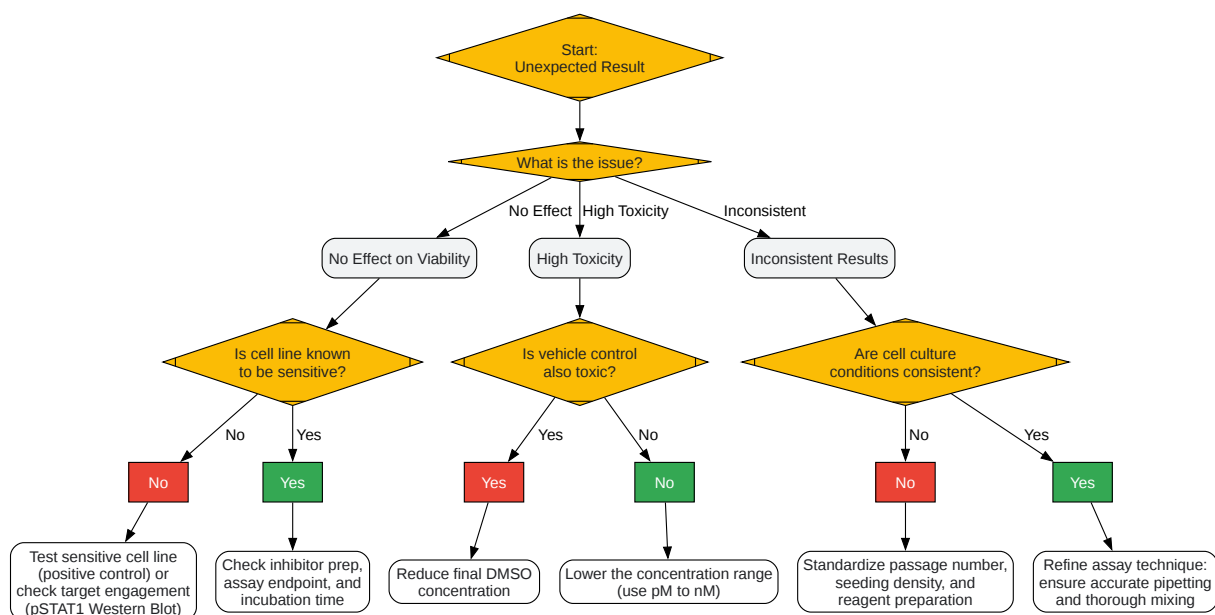 Start:
Unexpected Result
What is the issue?
No Effect
High Toxicity
Inconsistent
No Effect on Viability
High Toxicity
Inconsistent Results
Is cell line known
to be sensitive?
Is vehicle control
also toxic?
Are cell culture
conditions consistent?
No
Yes
Yes
No
No
Yes
No
Yes
Yes
No
No
Yes
Test sensitive cell line
(positive control) or
check target engagement
(pSTAT1 Western Blot)
Check inhibitor prep,
assay endpoint, and
incubation time
Reduce final DMSO
concentration
Lower the concentration range
(use pM to nM)
Standardize passage number,
seeding density, and
reagent preparation
Refine assay technique:
ensure accurate pipetting
and thorough mixing